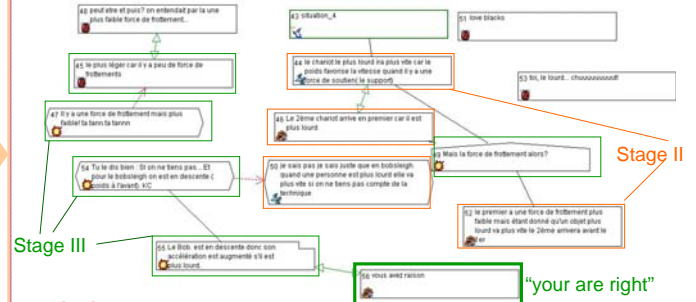 48 peut etre et puis? on entendait par la une
plus faible force de frottement...
43 situation_4
51 love blacks
45 le plus léger car il y a peu de force de
frottements
44 le chariot le plus lourd ira plus vite car le
poids favorise la vitesse quand il y a une
force de soutien( le support)
53 toi, le lourd... chuuuuuuuuut!
47 Il y a une force de frottement mais plus
faible! ta tann ta tannn
46 Le 2ème chariot arrive en premier car il est
plus lourd
49 Mais la force de frottement alors?
Stage II
54 Tu le dis bien : Si on ne tiens pas... Et
pour le bobsleigh on est en descente (
poids à l'avant). KC
50 je sais pas je sais juste que en bobsleigh
quand une personne est plus lourd elle va
plus vite si on ne tiens pas compte de la
technique
52 le premier a une force de frottement plus
faible mais étant donné qu'un objet plus
lourd va plus vite le 2ème arrivera avant le
1er
Stage III
55 Le Bob. est en descente donc son
accélération est augmenté s'il est
plus lourd.
56 vous avez raison
"your are right"